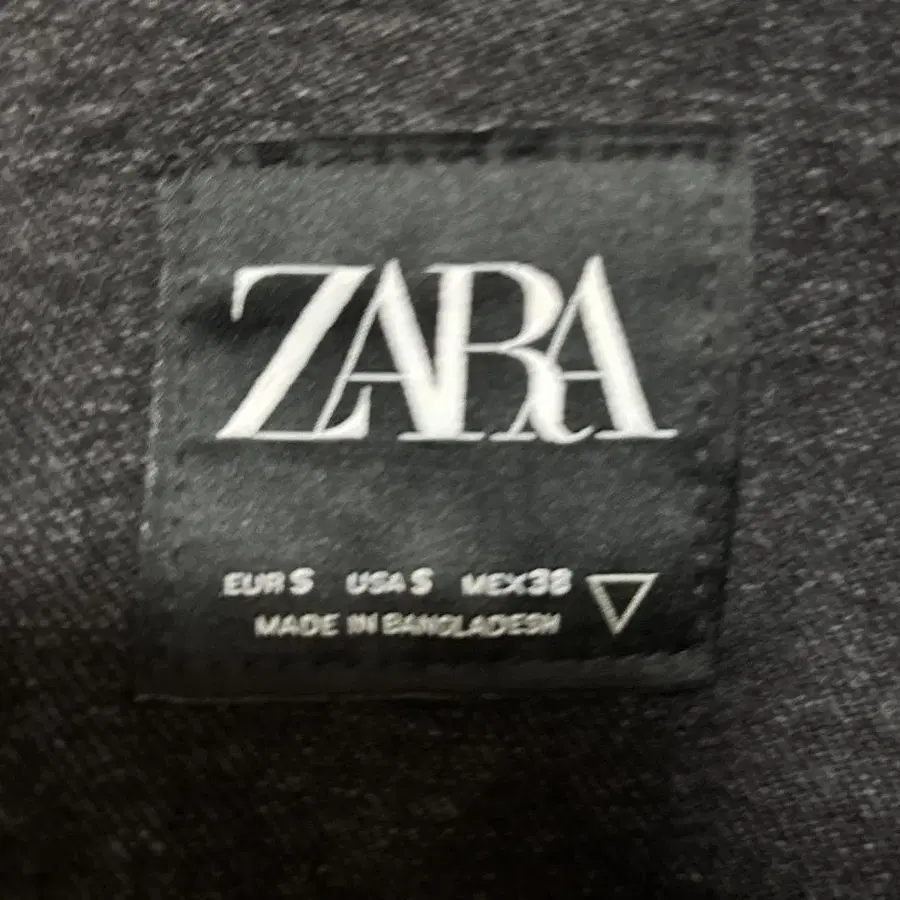 ZARA
EUR S USA S MEX 38
MADE IN BANGLADESH